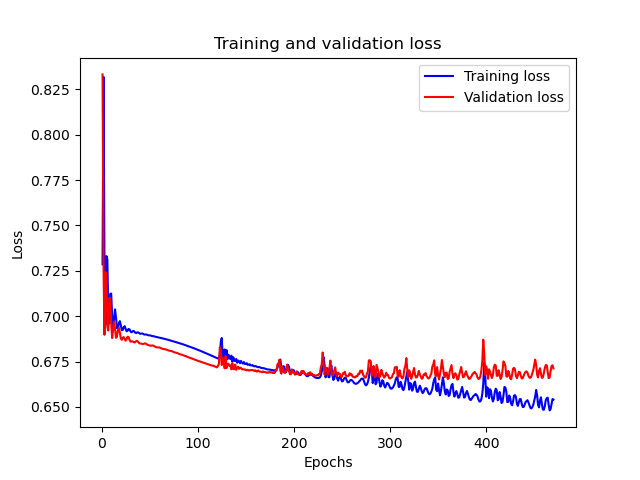 Training and validation loss
Training loss
Validation loss
0.825
0.800
0.775
0.750
0.725
0.700
0.675
0.650
Loss
0
100
200
300
400
Epochs